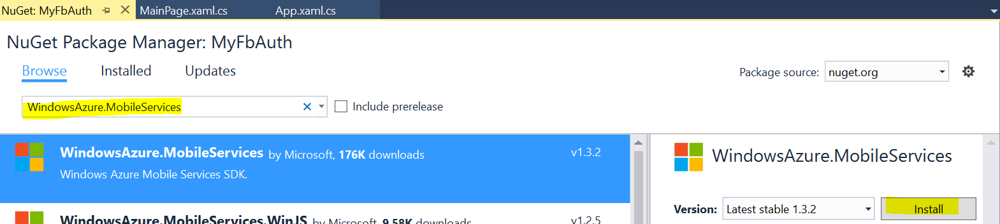 NuGet: MyFbAuth MainPage.xaml.cs App.xaml.cs
NuGet Package Manager: MyFbAuth
Browse Installed Updates
Package source: nuget.org
WindowsAzure.MobileServices Include prerelease
WindowsAzure.MobileServices by Microsoft, 176K downloads v1.3.2
Windows Azure Mobile Services SDK.
WindowsAzure.MobileServices
Version: Latest stable 1.3.2 Install
WindowsAzure.MobileServices.WinJS by Microsoft, 9.58K downloads v1.2.5